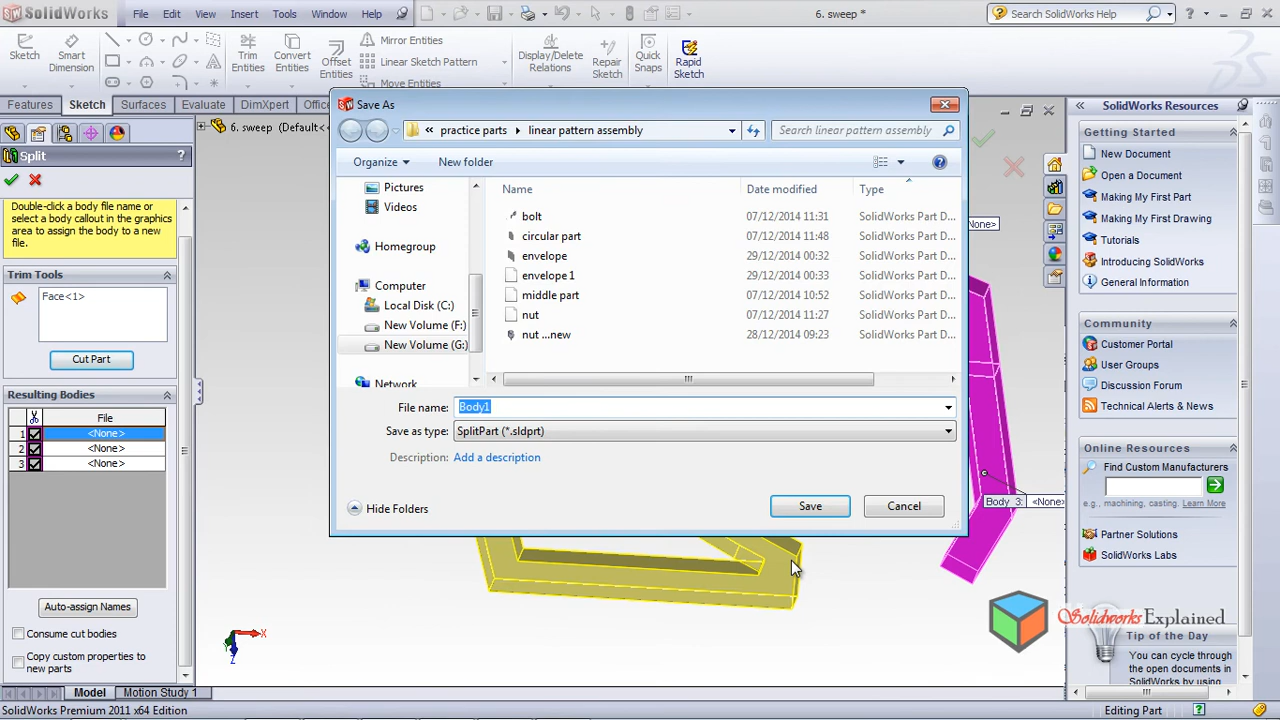 SolidWorks File Edit View Insert Tools Window Help 6. sweep * Search SolidWorks Help
Sketch Smart Dimension Trim Entities Convert Entities Offset Entities Mirror Entities Linear Sketch Pattern Move Entities Display/Delete Relations Repair Sketch Quick Snaps Rapid Sketch
Features Sketch Surfaces Evaluate DimXpert Offic
6. sweep (Default<
Split ?
Double-click a body file name or
select a body callout in the graphics
area to assign the body to a new
file.
Trim Tools
Face<1>
Cut Part
Resulting Bodies
File
1 <None>
2 <None>
3 <None>
Auto-assign Names
Consume cut bodies
Copy custom properties to
new parts
Save As
« practice parts linear pattern assembly Search linear pattern assembly
Organize New folder
Pictures
Videos
Homegroup
Computer
Local Disk (C:)
New Volume (F:)
New Volume (G:)
Network
Name Date modified Type
bolt 07/12/2014 11:31 SolidWorks Part D...
circular part 07/12/2014 11:48 SolidWorks Part D...
envelope 29/12/2014 00:32 SolidWorks Part D...
envelope 1 29/12/2014 00:33 SolidWorks Part D...
middle part 07/12/2014 10:52 SolidWorks Part D...
nut 07/12/2014 11:27 SolidWorks Part D...
nut ...new 28/12/2014 09:23 SolidWorks Part D...
File name: Body1
Save as type: SplitPart (*.sldprt)
Description: Add a description
Hide Folders Save Cancel
None>
Body 3: <None>
SolidWorks Resources
Getting Started
New Document
Open a Document
Making My First Part
Making My First Drawing
Tutorials
Introducing SolidWorks
General Information
Community
Customer Portal
User Groups
Discussion Forum
Technical Alerts & News
Online Resources
Find Custom Manufacturers
e.g., machining, casting. Learn More
Partner Solutions
SolidWorks Labs
Solidworks Explained
Tip of the Day
You can cycle through
the open documents in
SolidWorks by using
X
Z
Model Motion Study 1
SolidWorks Premium 2011 x64 Edition Editing Part